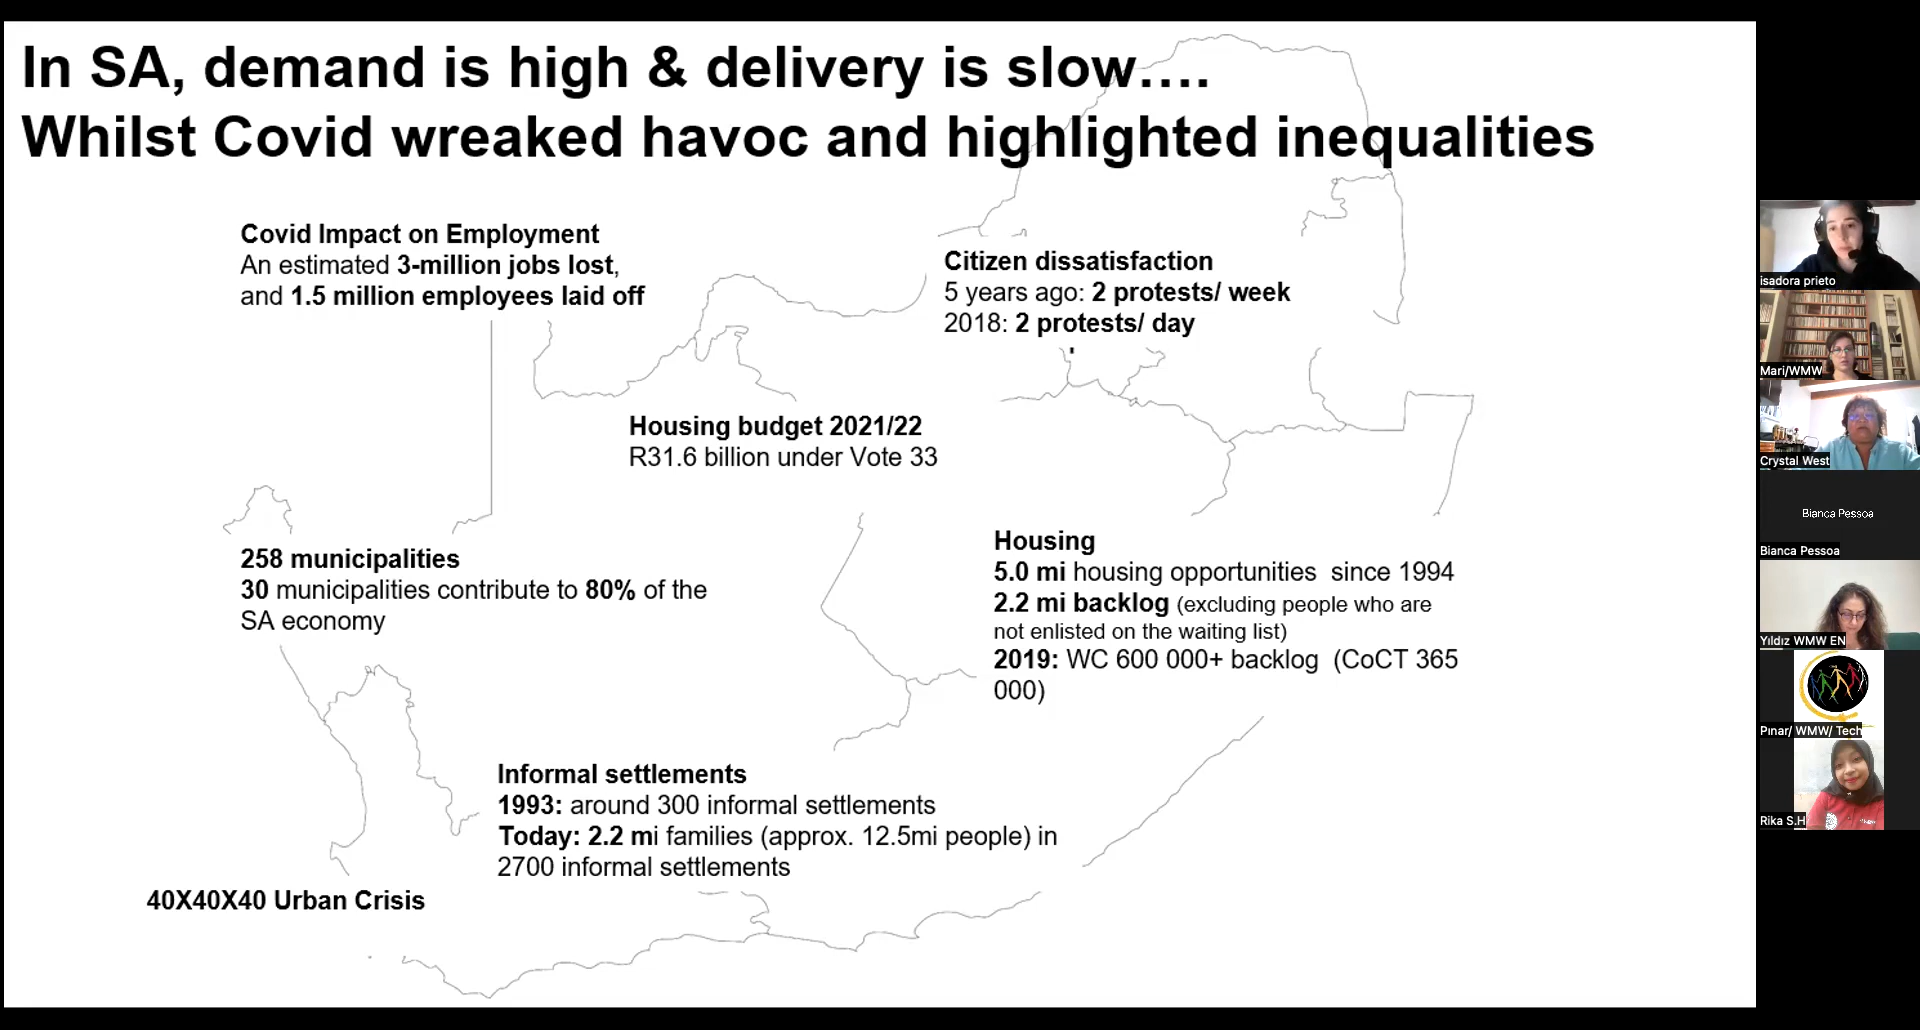 In SA, demand is high & delivery is slow....
Whilst Covid wreaked havoc and highlighted inequalities
Covid Impact on Employment
An estimated 3-million jobs lost,
and 1.5 million employees laid off
Citizen dissatisfaction
5 years ago: 2 protests/ week
2018: 2 protests/ day
Housing budget 2021/22
R31.6 billion under Vote 33
258 municipalities
30 municipalities contribute to 80% of the
SA economy
Housing
5.0 mi housing opportunities  since 1994
2.2 mi backlog (excluding people who are
not enlisted on the waiting list)
2019: WC 600 000+ backlog  (CoCT 365
000)
Informal settlements
1993: around 300 informal settlements
Today: 2.2 mi families (approx. 12.5mi people) in
2700 informal settlements
40X40X40 Urban Crisis
isadora prieto
Mari/WMW
Crystal West
Bianca Pessoa
Bianca Pessoa
Yıldız WMW EN
Pınar/ WMW/ Tech
Rika S.H